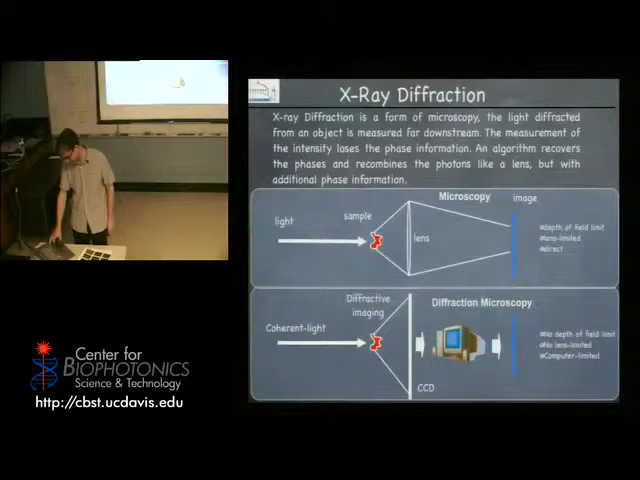 X-Ray Diffraction
X-ray Diffraction is a form of microscopy, the light diffracted
from an object is measured far downstream. The measurement of
the intensity loses the phase information. An algorithm recovers
the phases and recombines the photons like a lens, but with
additional phase information.
Microscopy
image
sample
light
lens
depth of field limit
lens-limited
direct
Diffractive
imaging
Diffraction Microscopy
Coherent-light
No depth of field limit
No lens-limited
Computer-limited
CCD
Center for
BIOPHOTONICS
Science & Technology
http://cbst.ucdavis.edu